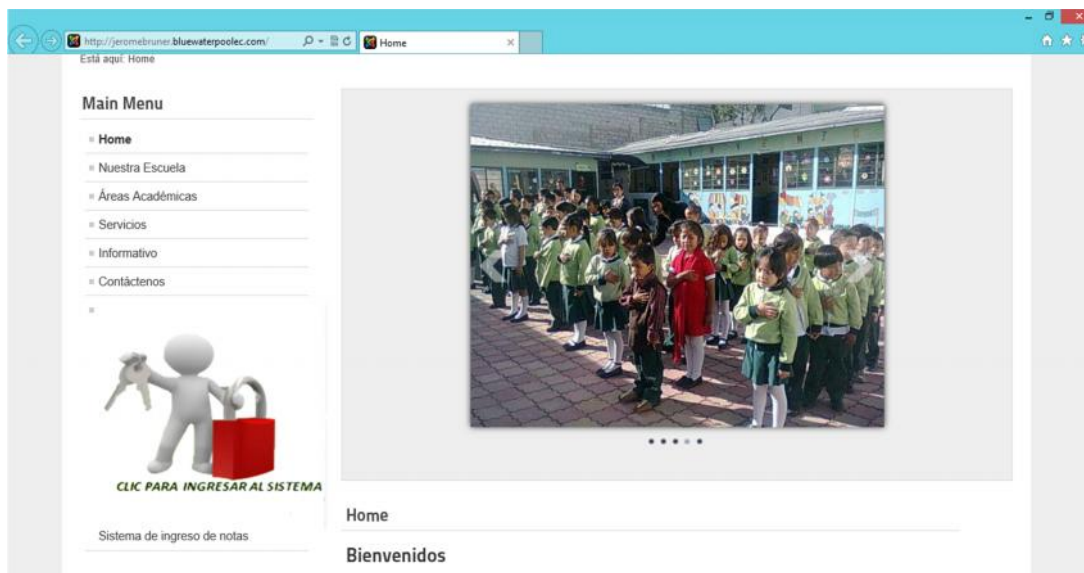 http://jeromebruner.bluewaterpoolec.com/
Home
Está aquí: Home
Main Menu
Home
Nuestra Escuela
Áreas Académicas
Servicios
Informativo
Contáctenos
CLIC PARA INGRESAR AL SISTEMA
Sistema de ingreso de notas
Home
Bienvenidos